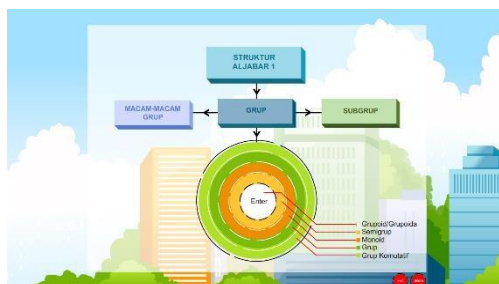 STRUKTUR
ALJABAR 1
MACAM-MACAM
GRUP
GRUP
SUBGRUP
Enter
Grupoid/Grupoida
Semigrup
Monoid
Grup
Grup Komutatif